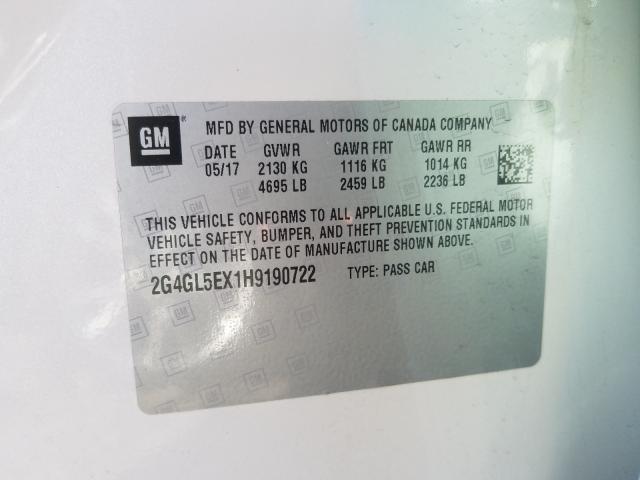 GM
MFD BY GENERAL MOTORS OF CANADA COMPANY
DATE GVWR GAWR FRT GAWR RR
05/17 2130 KG 1116 KG 1014 KG
4695 LB 2459 LB 2236 LB
THIS VEHICLE CONFORMS TO ALL APPLICABLE U.S. FEDERAL MOTOR
VEHICLE SAFETY, BUMPER, AND THEFT PREVENTION STANDARDS IN
EFFECT ON THE DATE OF MANUFACTURE SHOWN ABOVE.
2G4GL5EX1H9190722 TYPE: PASS CAR